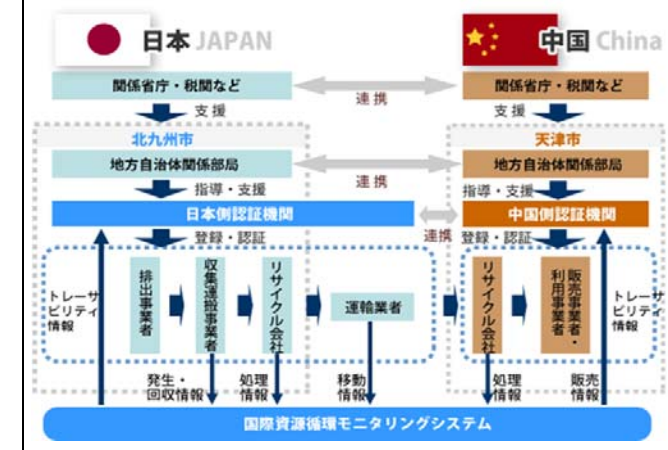 日本 JAPAN
中国 China
関係省庁・税関など
連携
関係省庁・税関など
支援
支援
北九州市
天津市
地方自治体関係部局
連携
地方自治体関係部局
指導・支援
指導・支援
日本側認証機関
連携
中国側認証機関
登録・認証
登録・認証
トレーサ
ビリティ
情報
排出事業者
収集運搬事業者
リサイクル会社
運輸業者
リサイクル会社
販売事業者・
利用事業者
トレーサ
ビリティ
情報
発生・
回収情報
処理
情報
移動
情報
処理
情報
販売
情報
国際資源循環モニタリングシステム